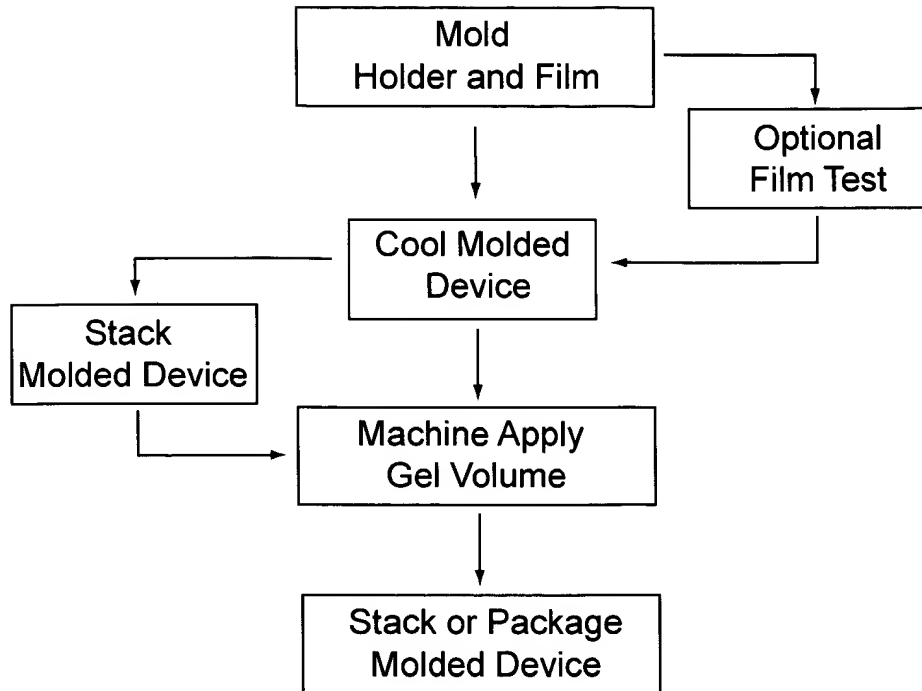 Mold
Holder and Film
Optional
Film Test
Cool Molded
Device
Stack
Molded Device
Machine Apply
Gel Volume
Stack or Package
Molded Device